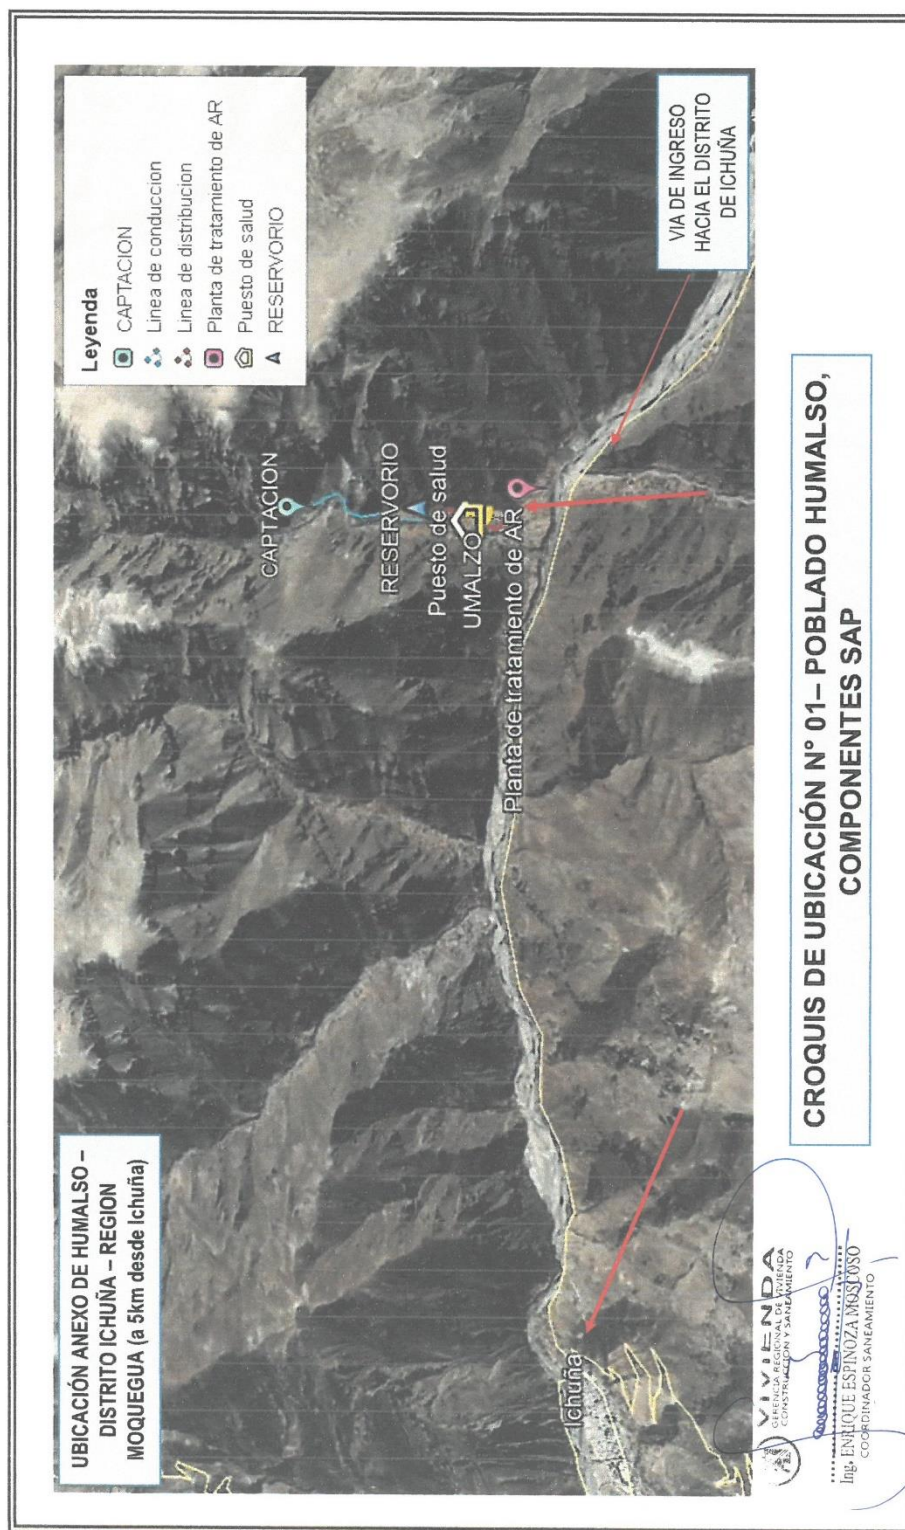 UBICACIÓN ANEXO DE HUMALSO –
DISTRITO ICHUÑA – REGION
MOQUEGUA (a 5km desde Ichuña)
Leyenda
CAPTACION
Linea de conduccion
Linea de distribucion
Planta de tratamiento de AR
Puesto de salud
RESERVORIO
CAPTACION
RESERVORIO
Puesto de salud
UMALZO
Planta de tratamiento de AR
Ichuña
VIA DE INGRESO
HACIA EL DISTRITO
DE ICHUÑA
CROQUIS DE UBICACIÓN N° 01– POBLADO HUMALSO,
COMPONENTES SAP
VIVIENDA
GERENCIA REGIONAL DE VIVIENDA
CONSTRUCCIÓN Y SANEAMIENTO
Ing. ENRIQUE ESPINOZA MOSCOSO
COORDINADOR SANEAMIENTO